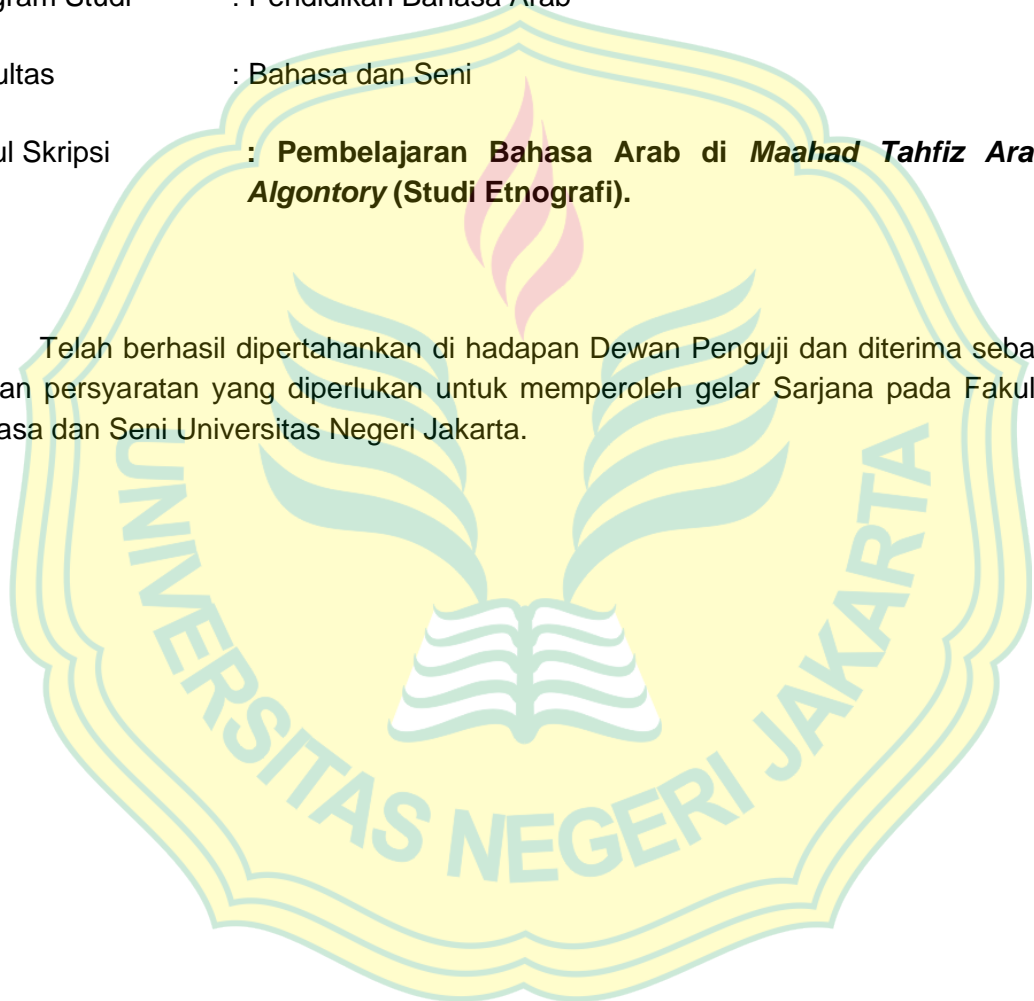 gram Studi : Pendidikan Bahasa Arab
ultas : Bahasa dan Seni
ul Skripsi : Pembelajaran Bahasa Arab di Maahad Tahfiz Ara
Algontory (Studi Etnografi).
Telah berhasil dipertahankan di hadapan Dewan Penguji dan diterima seba
an persyaratan yang diperlukan untuk memperoleh gelar Sarjana pada Fakul
asa dan Seni Universitas Negeri Jakarta.
UNIVERSITAS NEGERI JAKARTA